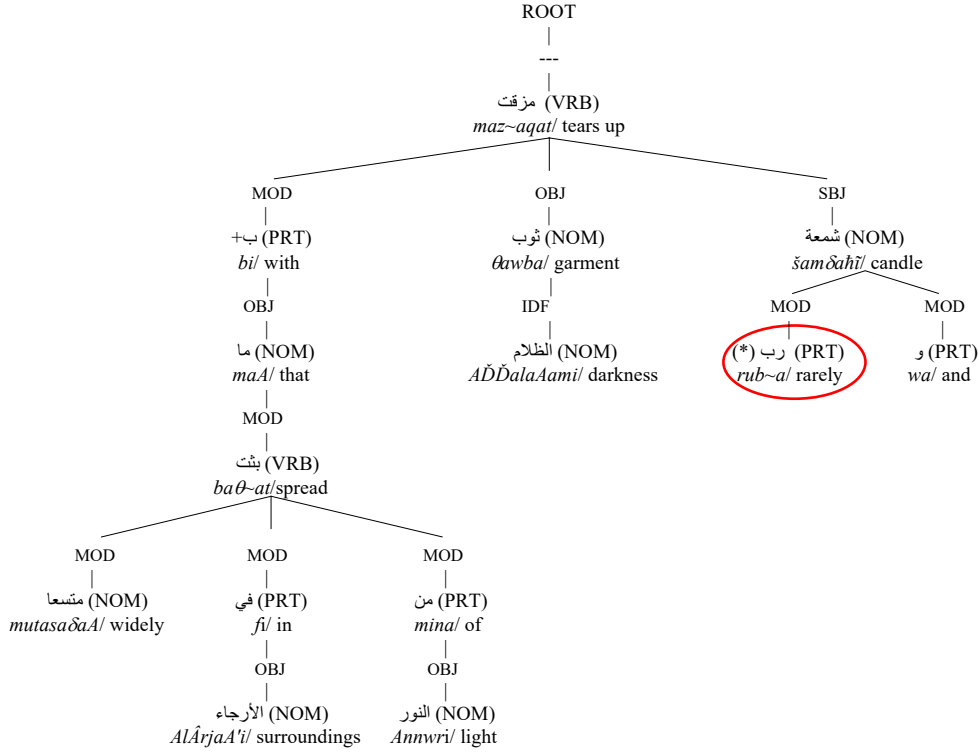 ROOT
---
مزقت (VRB)
maz~aqat/ tears up
MOD OBJ SBJ
ب+ (PRT) ثوب (NOM) شمعة (NOM)
bi/ with θawba/ garment šamδaħĩ/ candle
OBJ IDF MOD MOD
ما (NOM) الظلام (NOM) (*) رب (PRT) و (PRT)
maA/ that AĎĎalaAami/ darkness rub~a/ rarely wa/ and
MOD
بثت (VRB)
baθ~at/spread
MOD MOD MOD
متسعا (NOM) في (PRT) من (PRT)
mutasaδaA/ widely fi/ in mina/ of
OBJ OBJ
الأرجاء (NOM) النور (NOM)
AlÂrjaA'i/ surroundings Annwri/ light